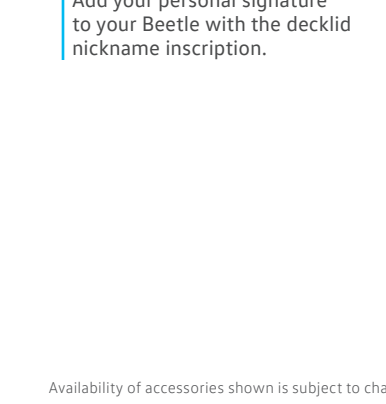 Add your personal signature
to your Beetle with the decklid
nickname inscription.
Availability of accessories shown is subject to cha